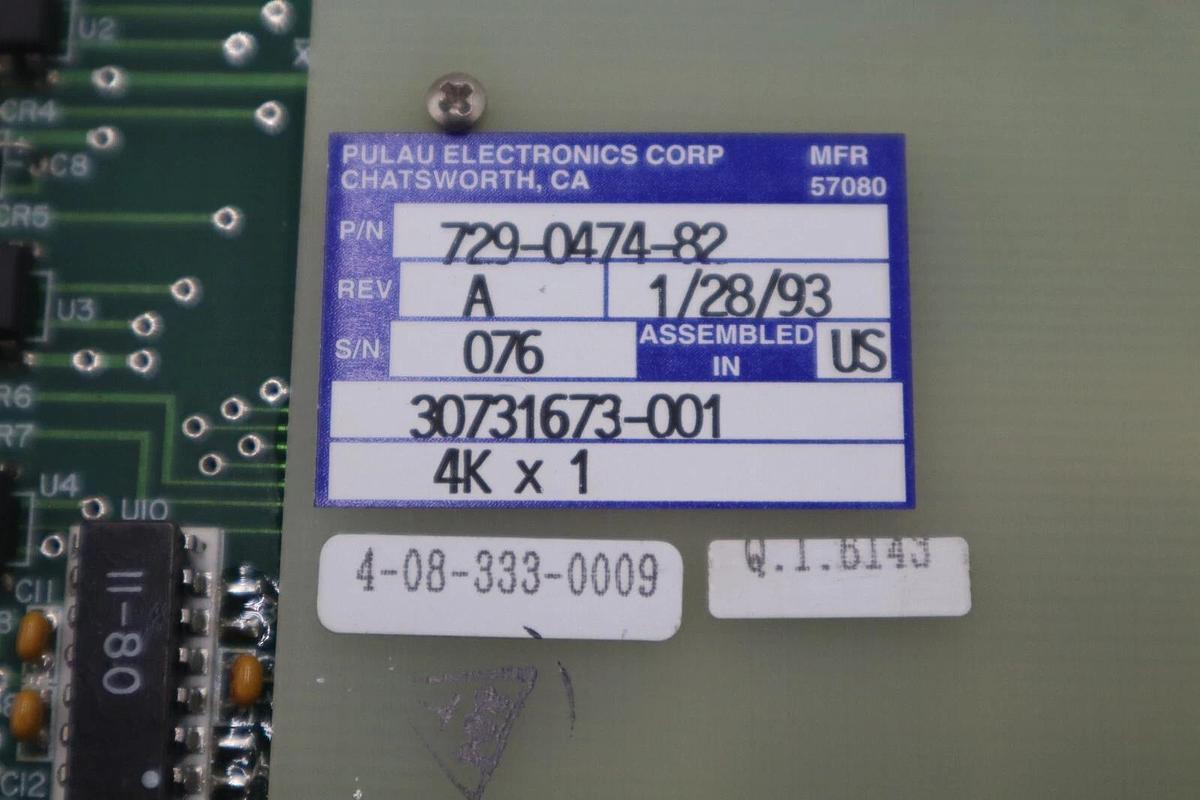 PULAU ELECTRONICS CORP
CHATSWORTH, CA
MFR
57080
P/N 729-0474-82
REV A 1/28/93
S/N 076 ASSEMBLED IN US
30731673-001
4K x 1
4-08-333-0009
U2
CR4
C8
CR5
U3
R6
R7
U4
U10
C11
11-80
C12